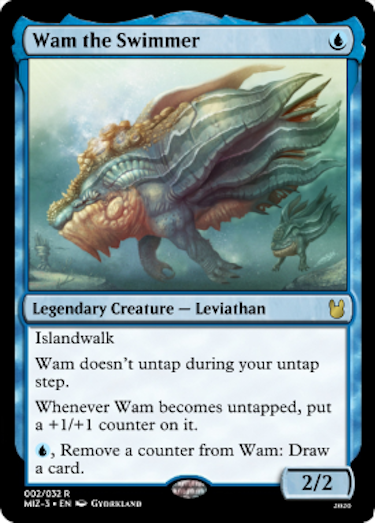 Wam the Swimmer
Legendary Creature — Leviathan
Islandwalk
Wam doesn't untap during your untap
step.
Whenever Wam becomes untapped, put
a +1/+1 counter on it.
, Remove a counter from Wam: Draw
a card.
2/2
002/032 R
MIZ-3 • EN Gyorkland
2020